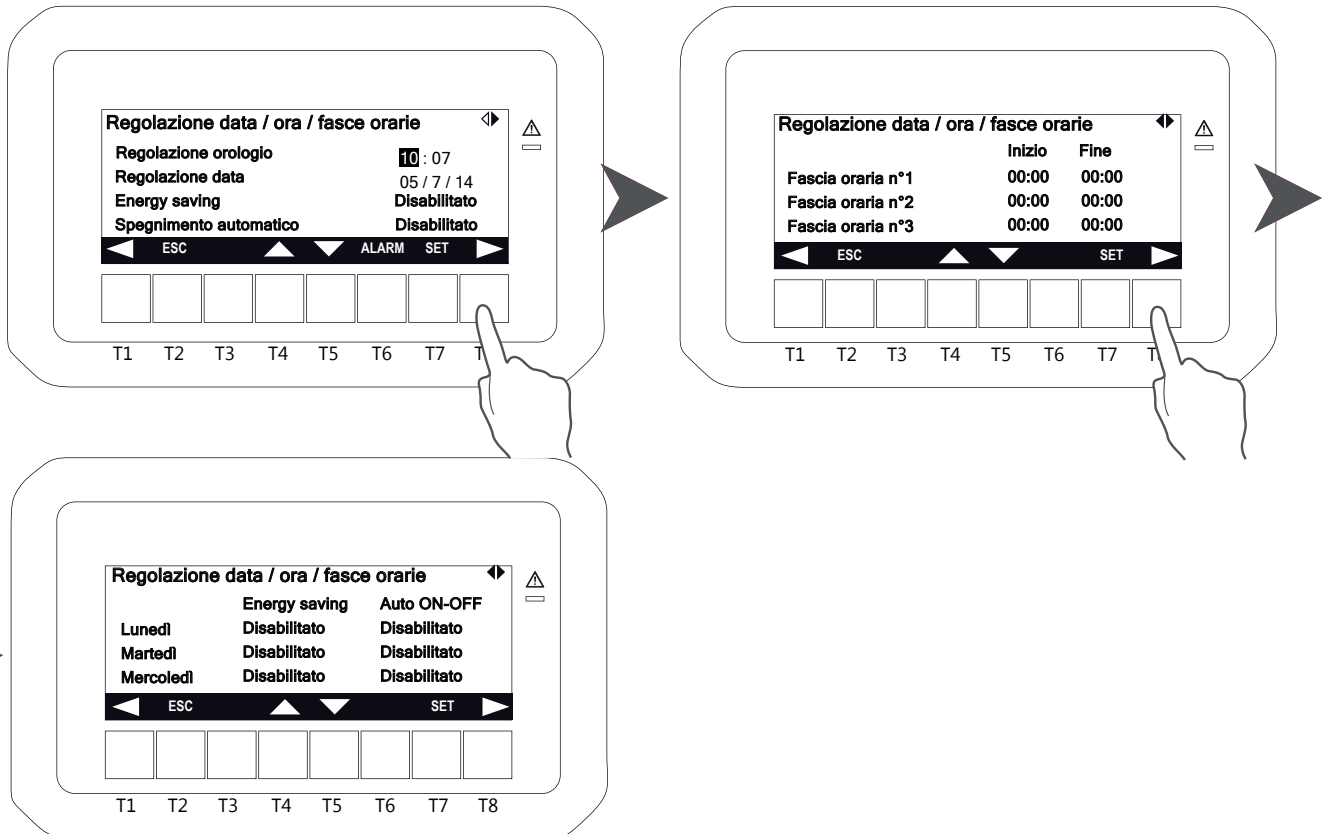 Regolazione data / ora / fasce orarie
Regolazione orologio 10 : 07
Regolazione data 05 / 7 / 14
Energy saving Disabilitato
Spegnimento automatico Disabilitato
ESC ALARM SET
T1 T2 T3 T4 T5 T6 T7 T
Regolazione data / ora / fasce orarie
Inizio Fine
Fascia oraria n°1 00:00 00:00
Fascia oraria n°2 00:00 00:00
Fascia oraria n°3 00:00 00:00
ESC SET
T1 T2 T3 T4 T5 T6 T7
Regolazione data / ora / fasce orarie
Energy saving Auto ON-OFF
Lunedì Disabilitato Disabilitato
Martedì Disabilitato Disabilitato
Mercoledì Disabilitato Disabilitato
ESC SET
T1 T2 T3 T4 T5 T6 T7 T8